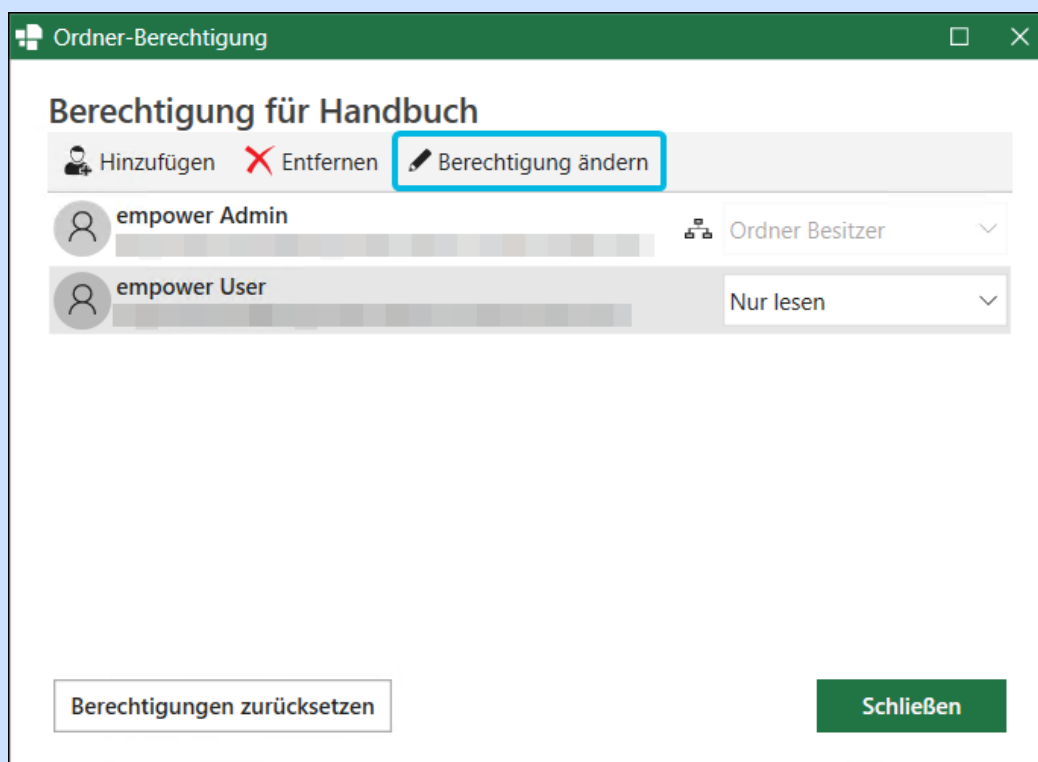 Ordner-Berechtigung
Berechtigung für Handbuch
Hinzufügen Entfernen Berechtigung ändern
empower Admin
Ordner Besitzer
empower User
Nur lesen
Berechtigungen zurücksetzen Schließen